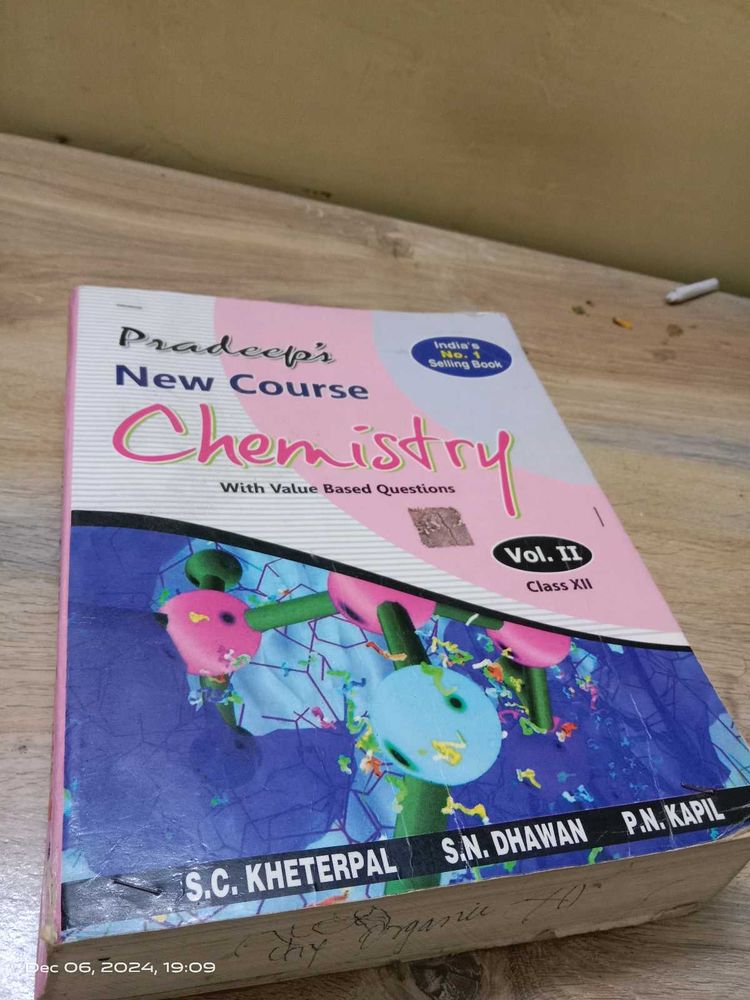 Pradeep's
India's
No. 1
Selling Book
New Course
Chemistry
With Value Based Questions
Vol. II
Class XII
S.C. KHETERPAL S.N. DHAWAN P.N. KAPIL
organic
Dec 06, 2024, 19:09